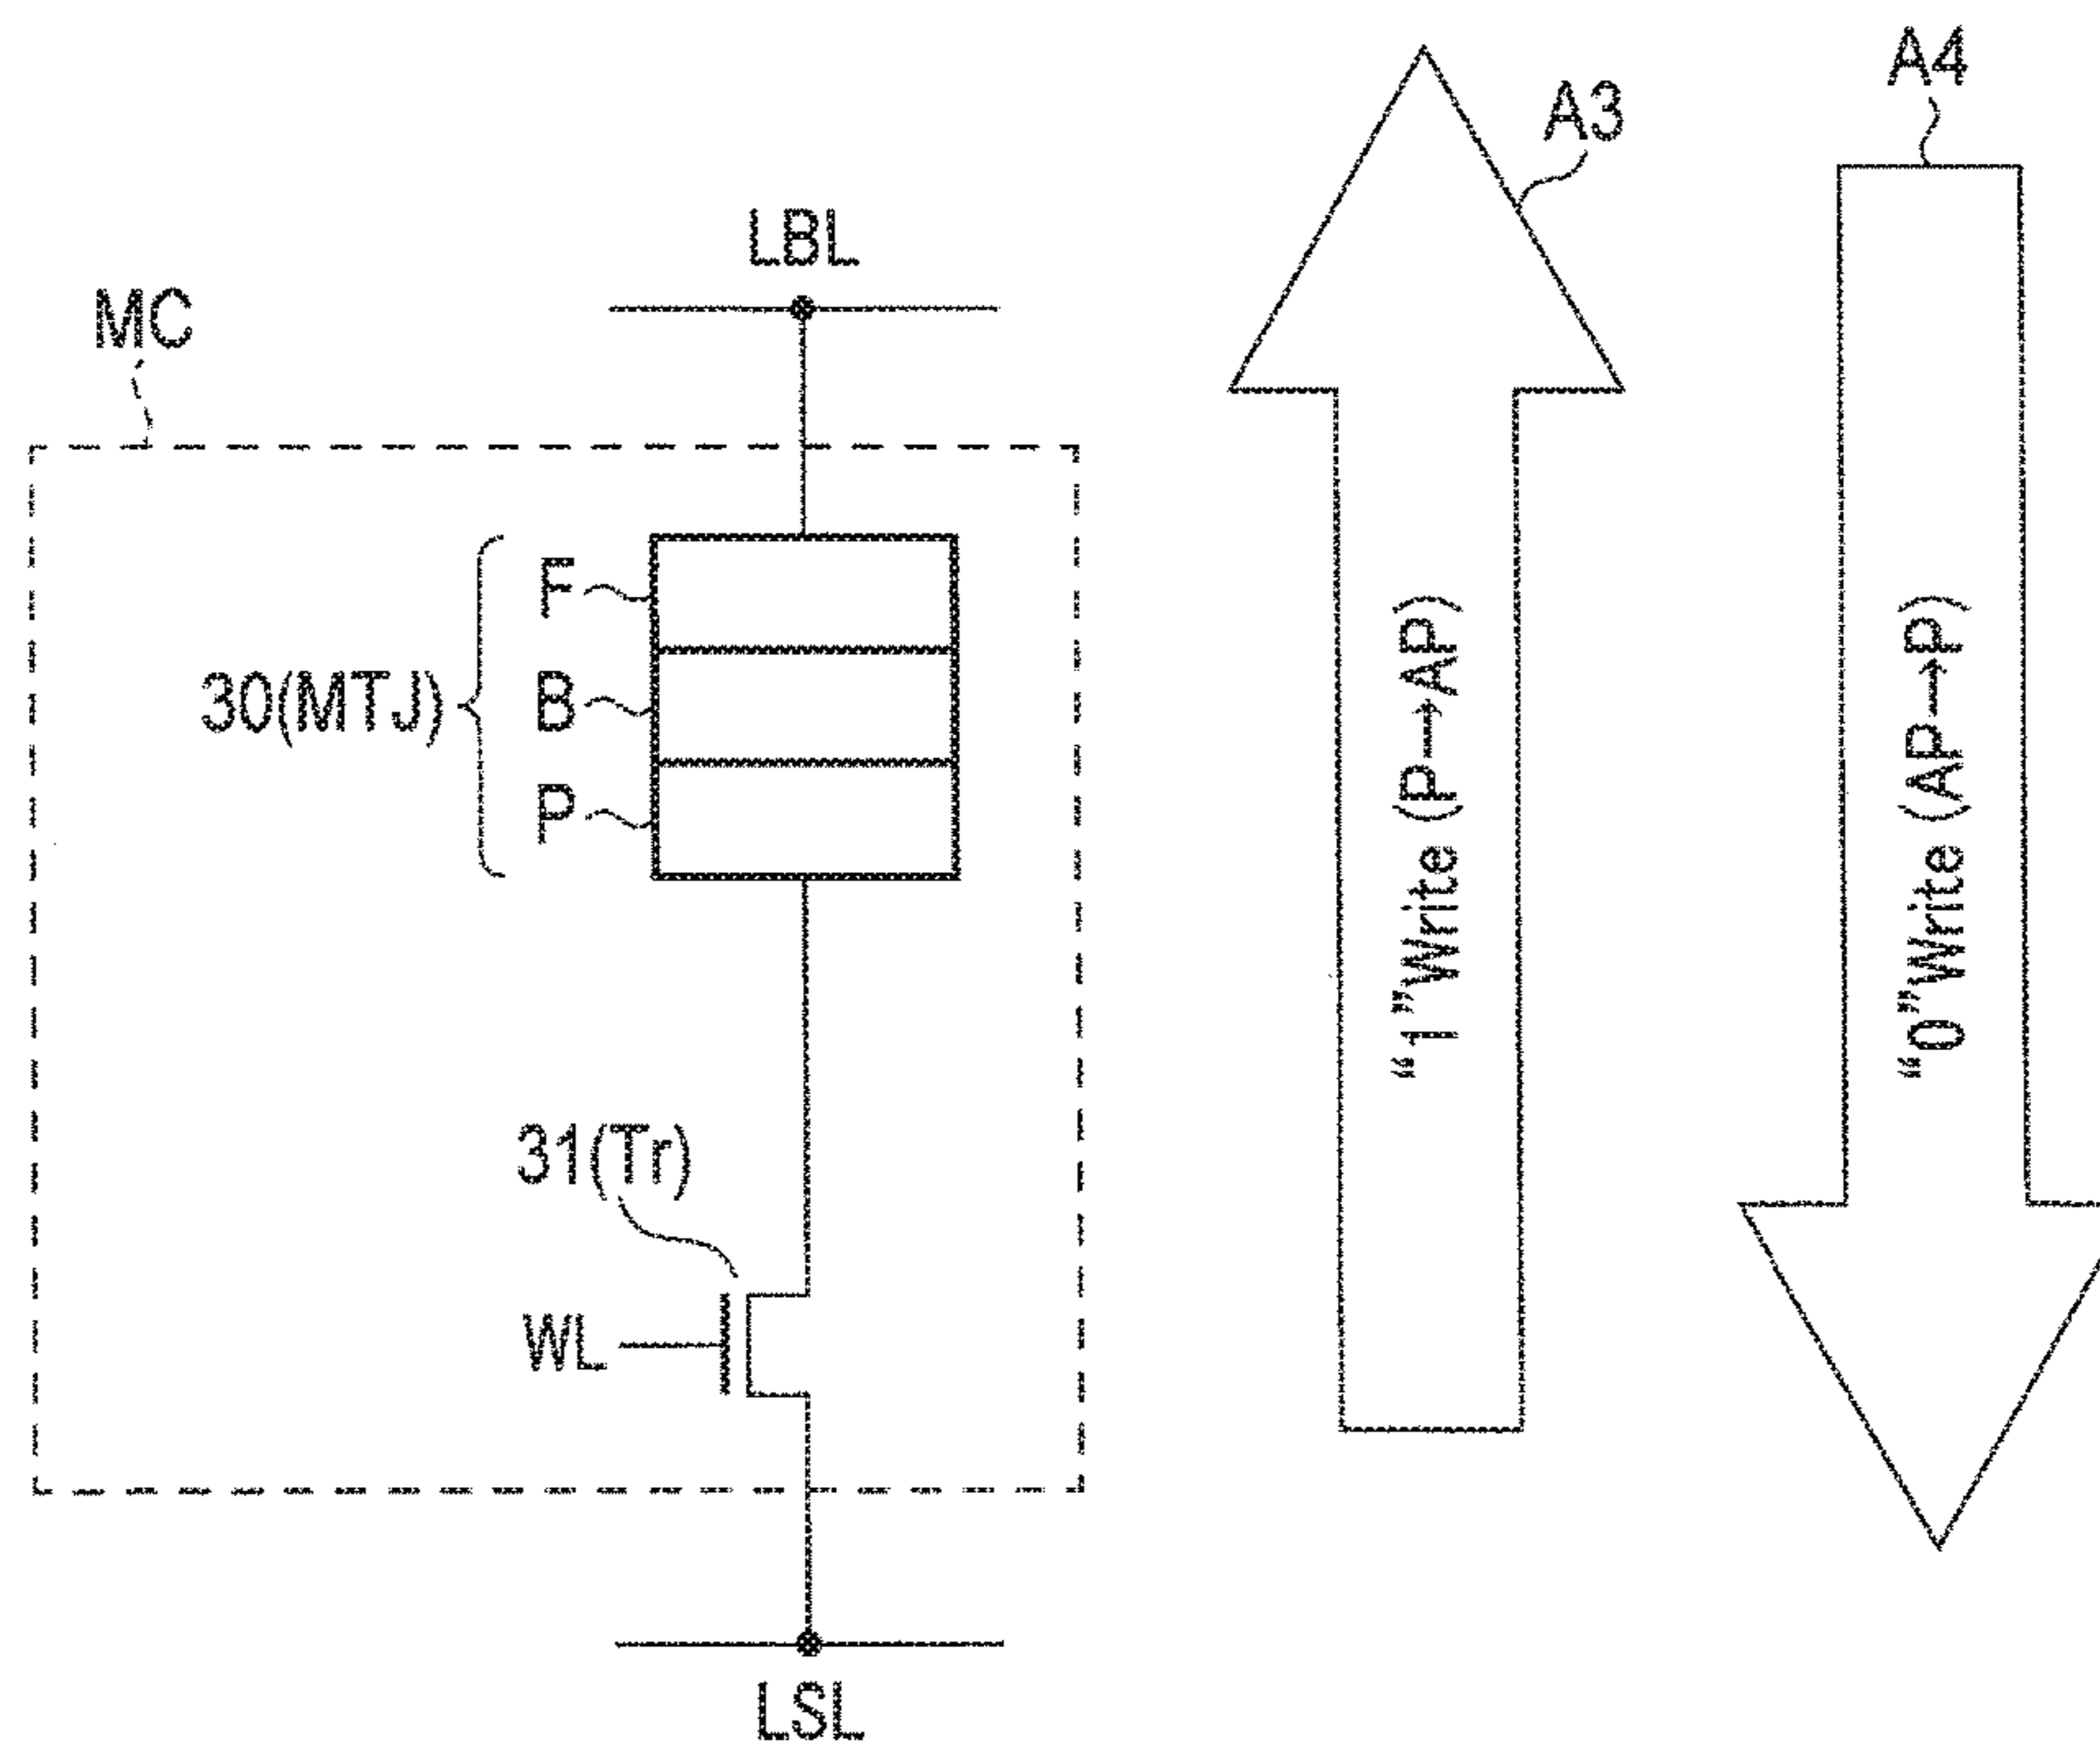 A4
A3
LBL
MC
F
30(MTJ)
B
P
"1"Write (P→AP)
"0"Write (AP→P)
31(Tr)
WL
LSL